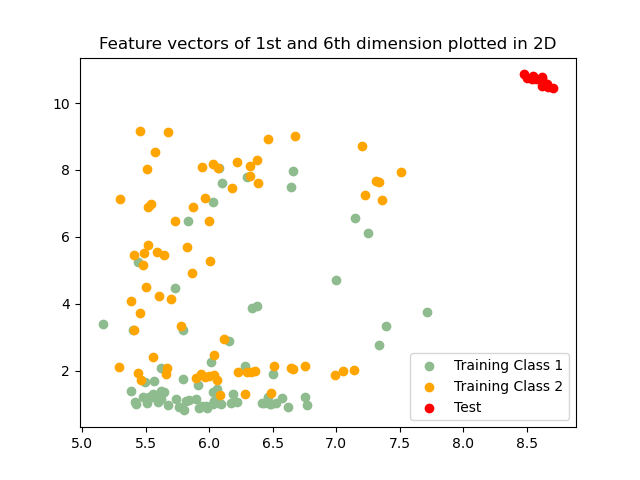 Feature vectors of 1st and 6th dimension plotted in 2D
10
8
6
4
2
5.0 5.5 6.0 6.5 7.0 7.5 8.0 8.5
Training Class 1
Training Class 2
Test